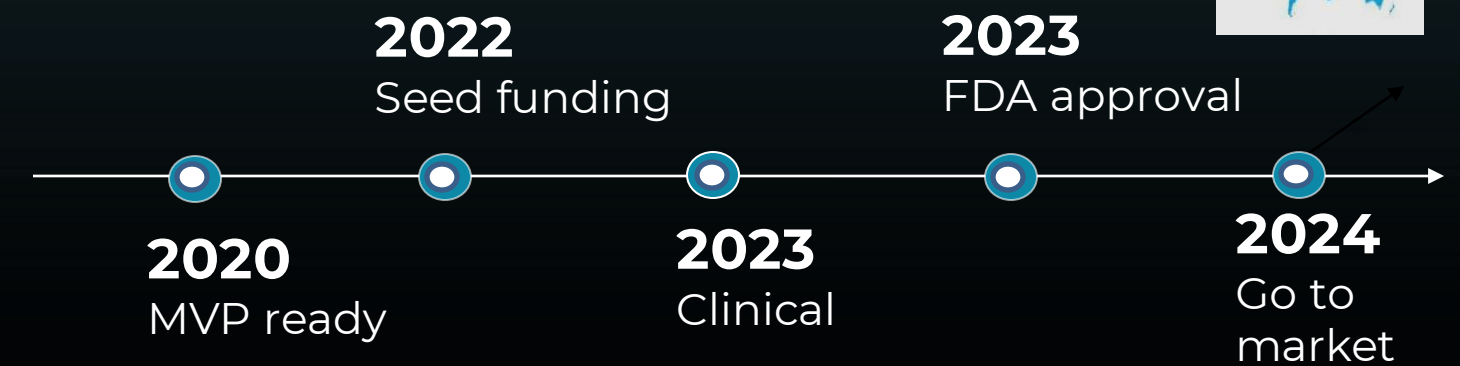 2022
Seed funding
2023
FDA approval
2020
MVP ready
2023
Clinical
2024
Go to
market